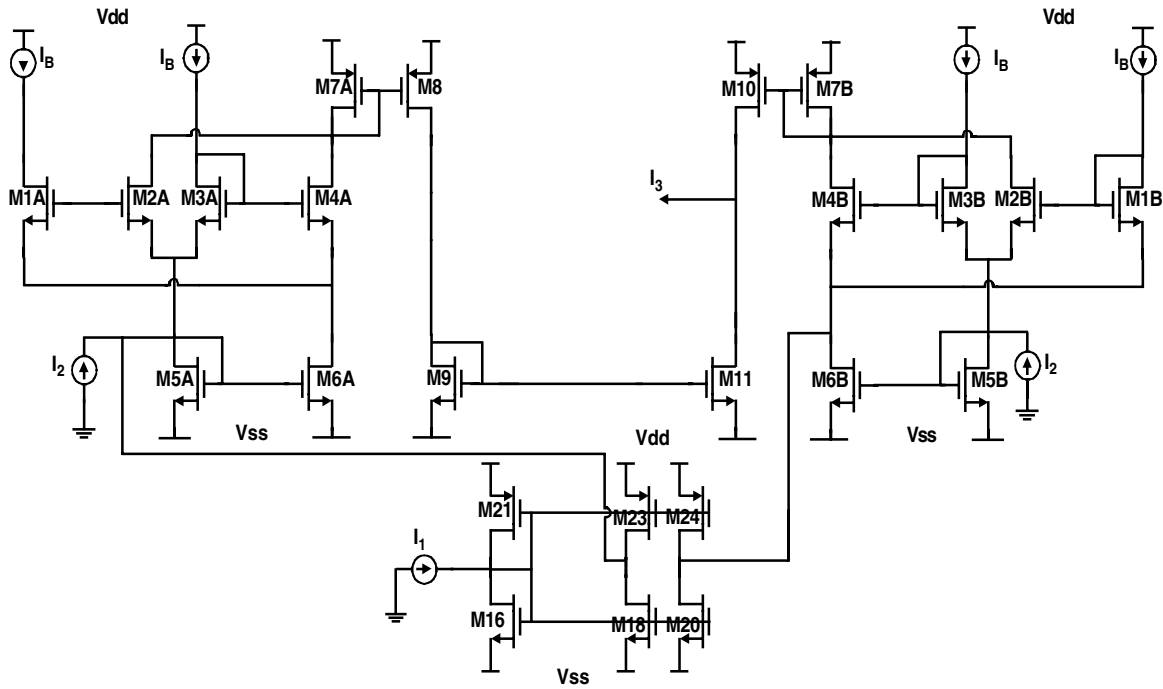 Vdd
Vdd
I_B
I_B
I_B
I_B
M7A
M8
M10
M7B
M1A
M2A
M3A
M4A
I_3
M4B
M3B
M2B
M1B
I_2
M5A
M6A
M9
M11
M6B
M5B
I_2
Vss
Vdd
Vss
M21
M23
M24
I_1
M16
M18
M20
Vss